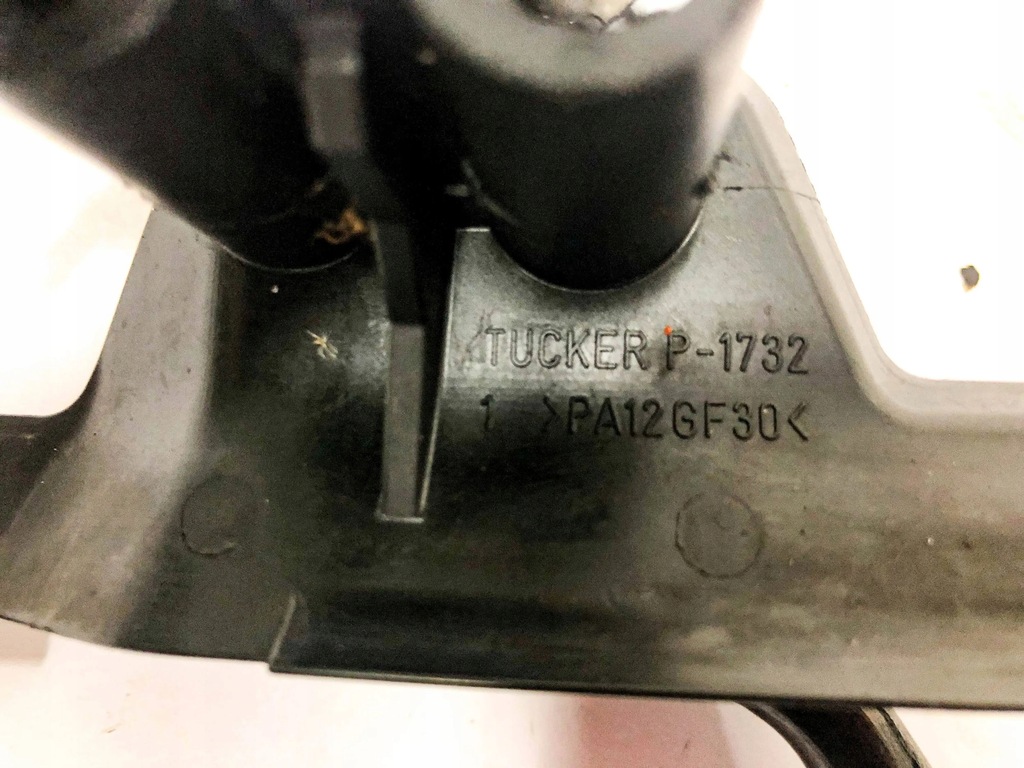 TUCKER P-1732
1 >PA12GF30<